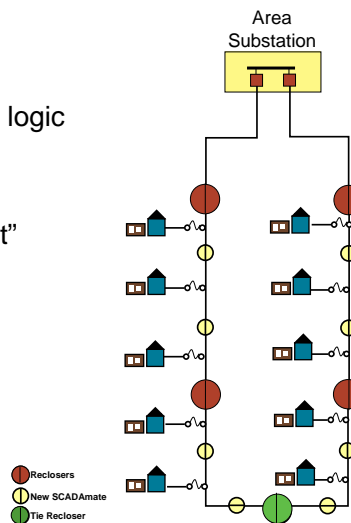 Area
Substation
logic
t”
Reclosers
New SCADAmate
Tie Recloser